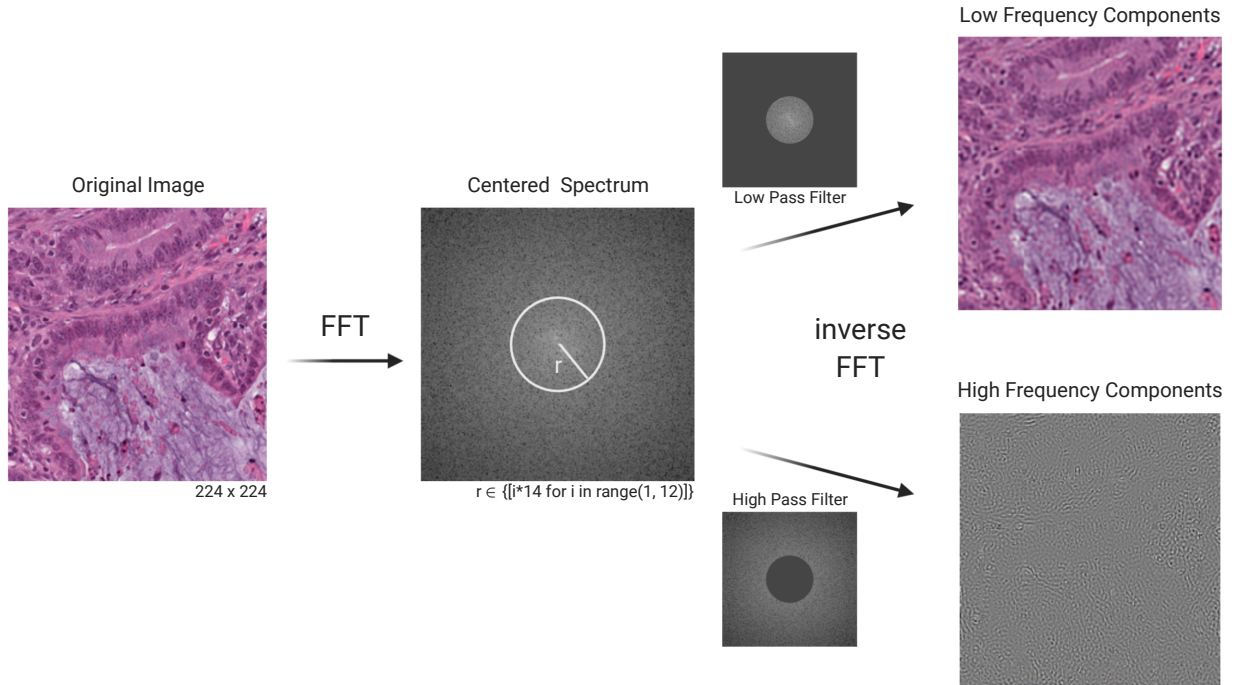 Original Image
224 x 224
FFT
Centered Spectrum
r
r ∈ {[i*14 for i in range(1, 12)]}
Low Pass Filter
inverse
FFT
High Pass Filter
Low Frequency Components
High Frequency Components